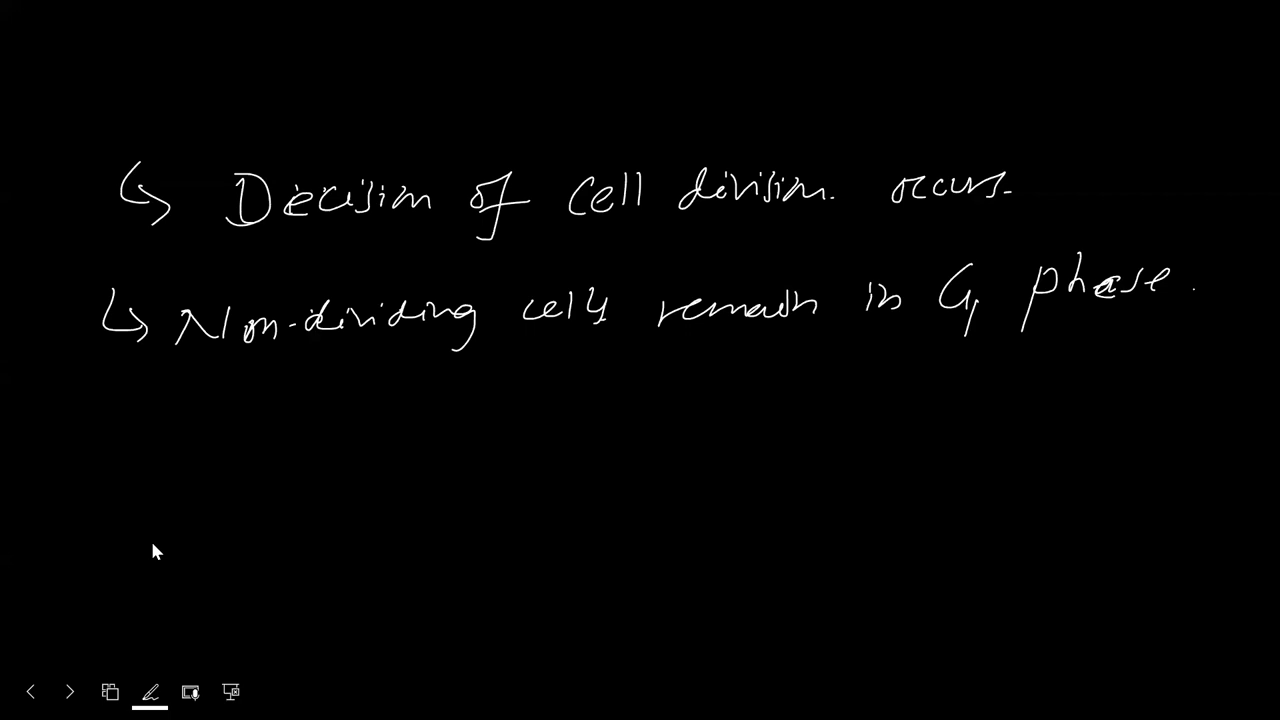 ↳ Decision of cell division. occurs.
↳ Non-dividing cells remain in G₁ phase.